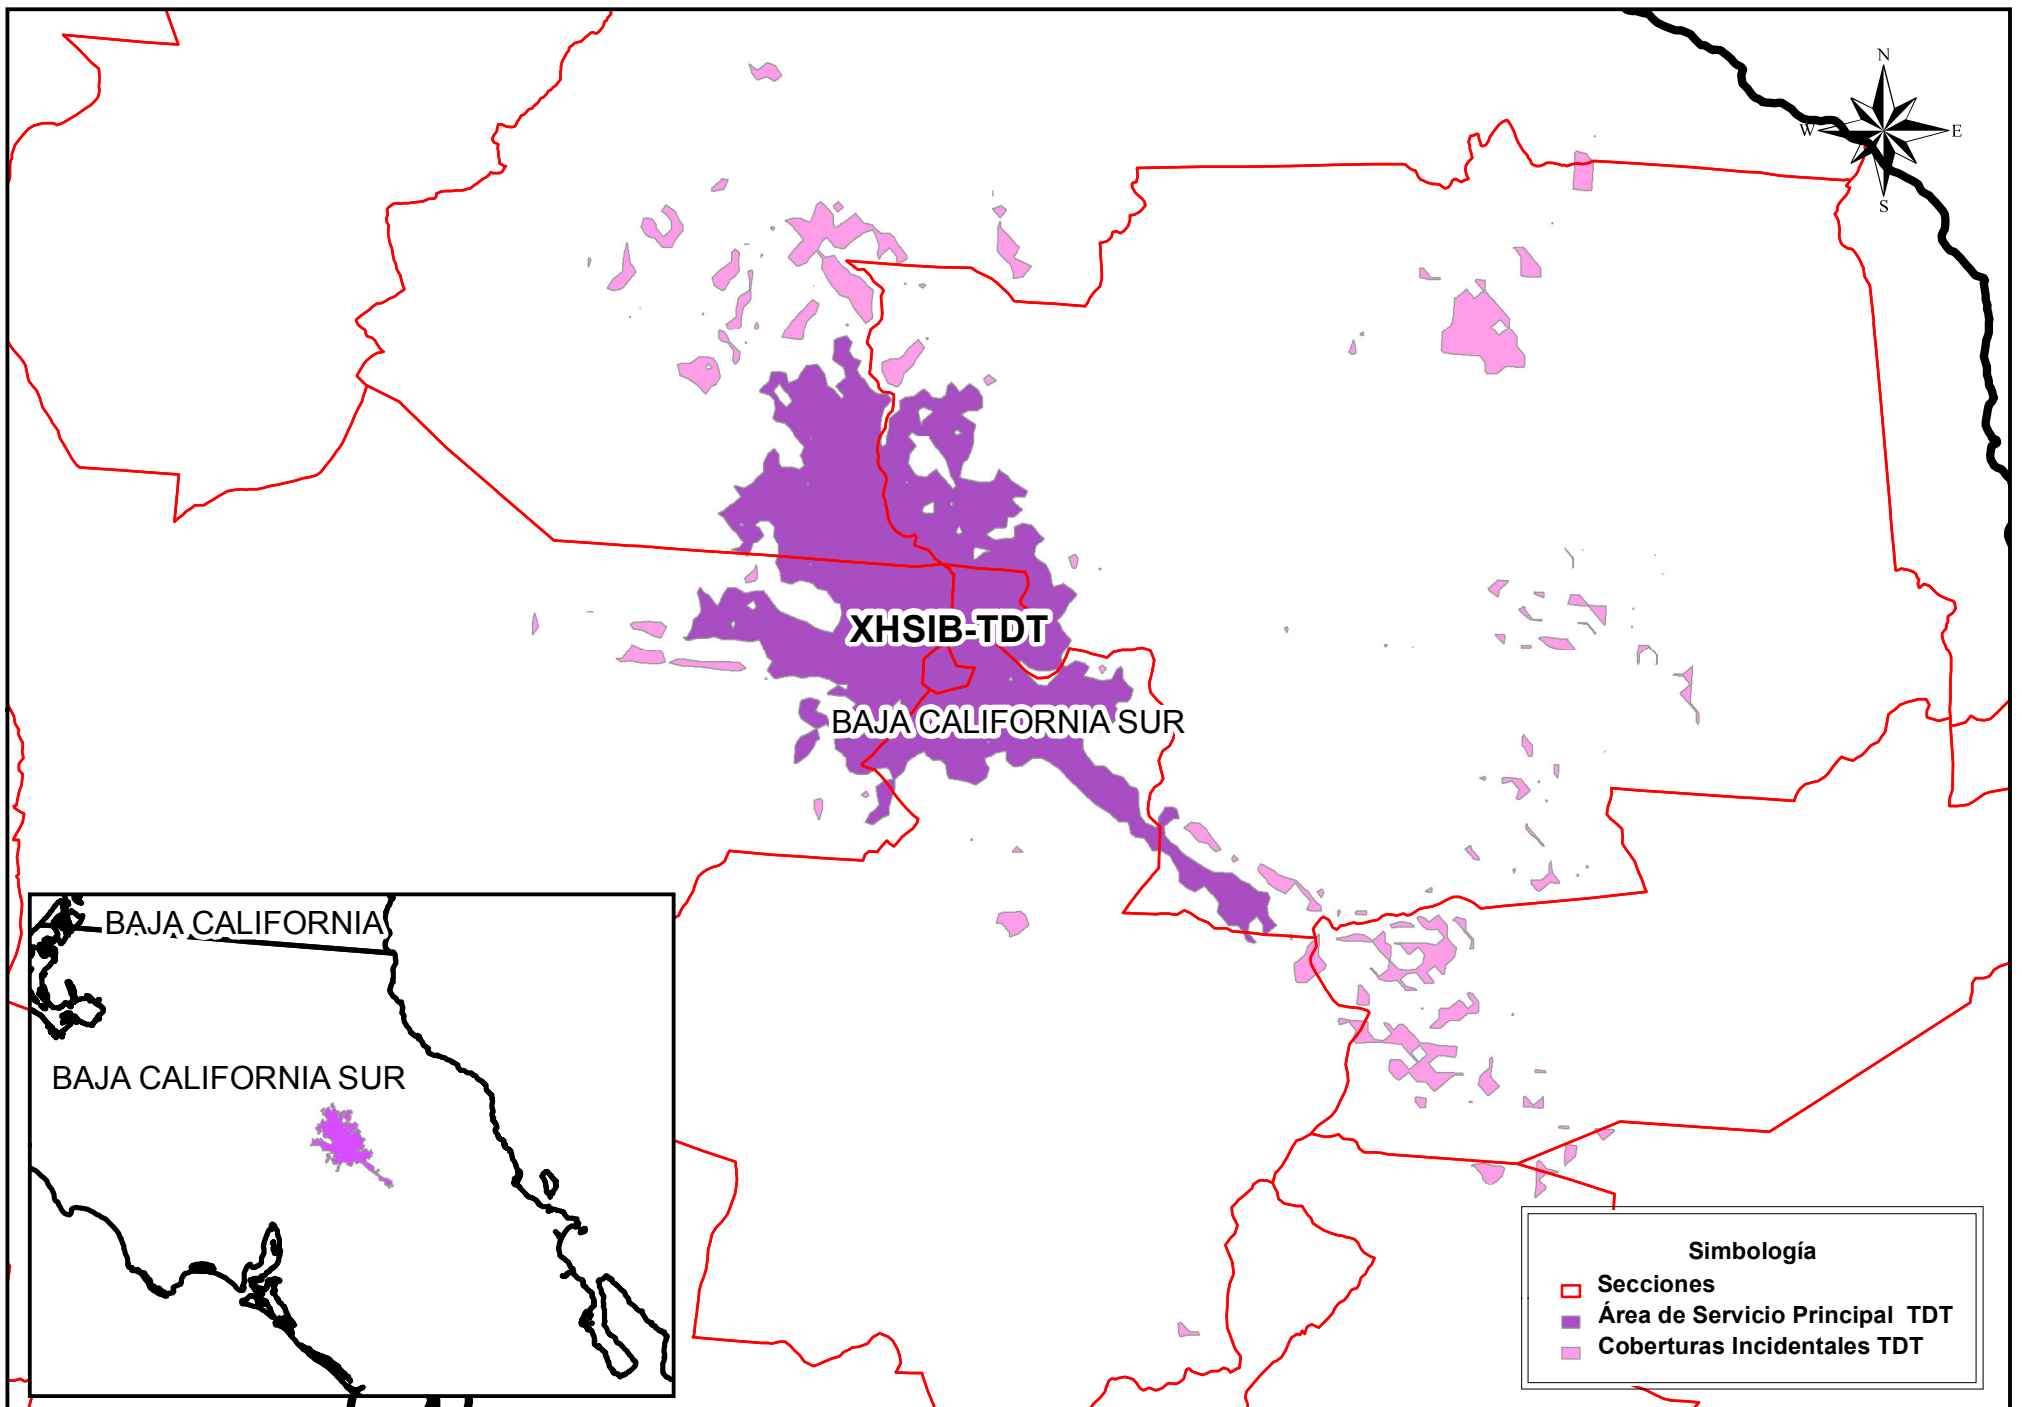 N
W E
S
XHSIB-TDT
BAJA CALIFORNIA SUR
BAJA CALIFORNIA
BAJA CALIFORNIA SUR
Simbología
Secciones
Área de Servicio Principal TDT
Coberturas Incidentales TDT